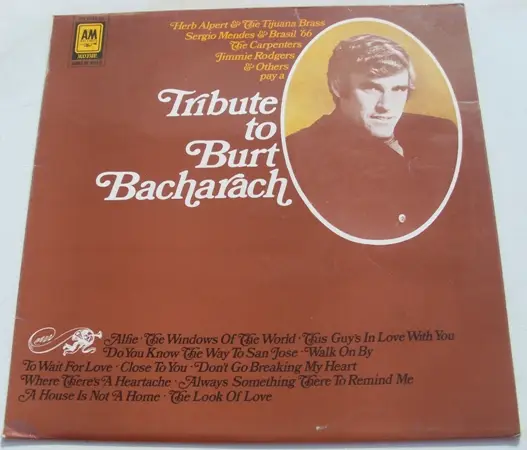 Herb Alpert & The Tijuana Brass
Sergio Mendes & Brasil '66
The Carpenters
Jimmie Rodgers
& Others
pay a
Tribute
to
Burt
Bacharach
A&M
Alfie · The Windows Of The World · This Guy's In Love With You
Do You Know The Way To San Jose · Walk On By
To Wait For Love · Close To You · Don't Go Breaking My Heart
Where There's A Heartache · Always Something There To Remind Me
A House Is Not A Home · The Look Of Love